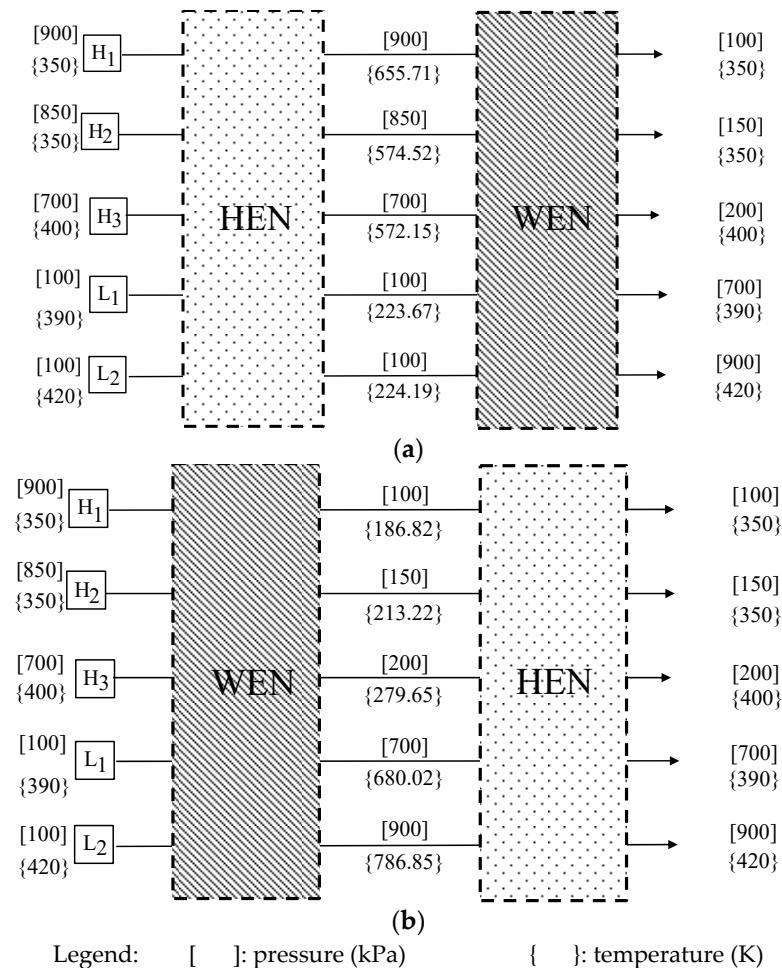 [900] [900] [100]
{350} H1 {655.71} {350}
[850] [850] [150]
{350} H2 {574.52} {350}
[700] [700] [200]
{400} H3 HEN {572.15} WEN {400}
[100] [100] [700]
{390} L1 {223.67} {390}
[100] [100] [900]
{420} L2 {224.19} {420}
(a)
[900] [100] [100]
{350} H1 {186.82} {350}
[850] [150] [150]
{350} H2 {213.22} {350}
[700] [200] [200]
{400} H3 WEN {279.65} HEN {400}
[100] [700] [700]
{390} L1 {680.02} {390}
[100] [900] [900]
{420} L2 {786.85} {420}
(b)
Legend: [ ]: pressure (kPa) { }: temperature (K)